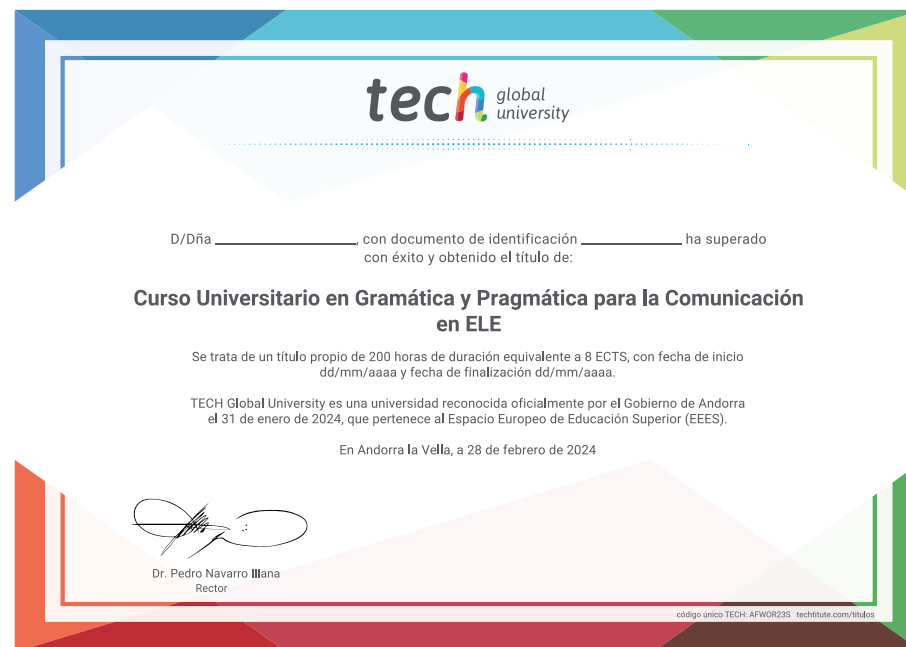 tech global
university
D/Dña ____________________, con documento de identificación ______________ ha superado
con éxito y obtenido el título de:
Curso Universitario en Gramática y Pragmática para la Comunicación
en ELE
Se trata de un título propio de 200 horas de duración equivalente a 8 ECTS, con fecha de inicio
dd/mm/aaaa y fecha de finalización dd/mm/aaaa.
TECH Global University es una universidad reconocida oficialmente por el Gobierno de Andorra
el 31 de enero de 2024, que pertenece al Espacio Europeo de Educación Superior (EEES).
En Andorra la Vella, a 28 de febrero de 2024
Dr. Pedro Navarro Illana
Rector
código único TECH: AFWOR23S techtitute.com/titulos